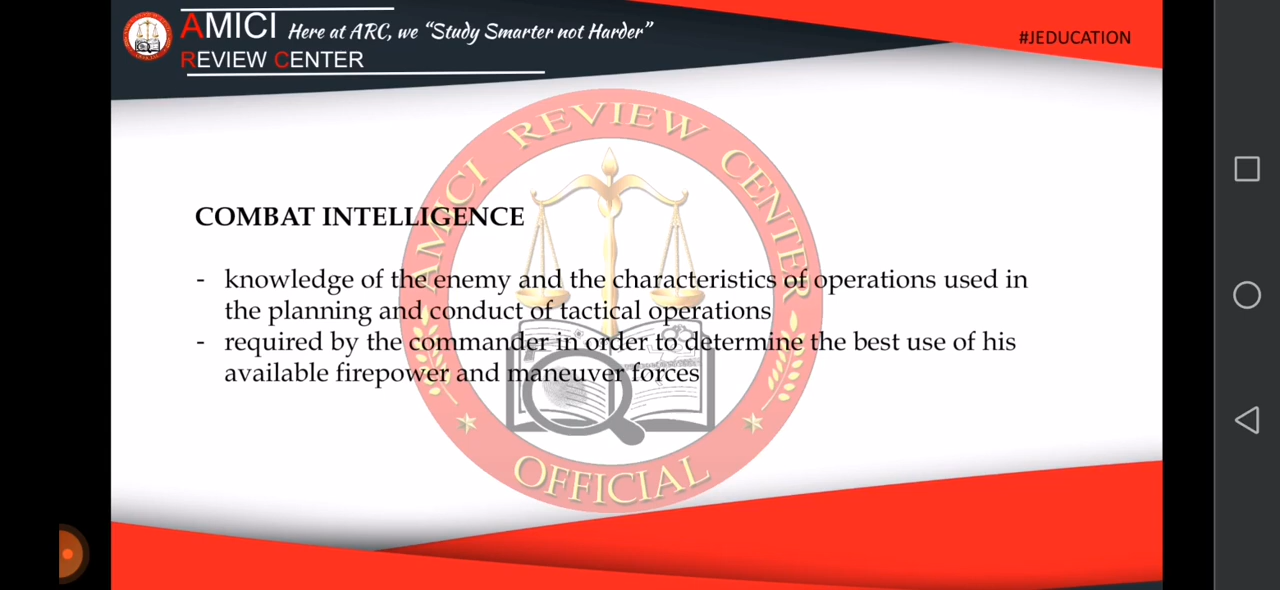 AMICI Here at ARC, we “Study Smarter not Harder”
REVIEW CENTER
#JEDUCATION
AMICI REVIEW CENTER
COMBAT INTELLIGENCE
- knowledge of the enemy and the characteristics of operations used in
the planning and conduct of tactical operations
- required by the commander in order to determine the best use of his
available firepower and maneuver forces
OFFICIAL